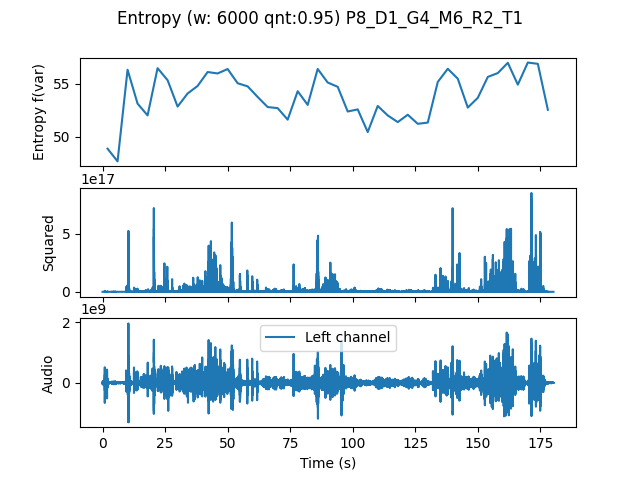 Entropy (w: 6000 qnt:0.95) P8_D1_G4_M6_R2_T1
Entropy f(var)
55
50
1e17
Squared
5
0
1e9
Audio
2
0
Left channel
0 25 50 75 100 125 150 175
Time (s)